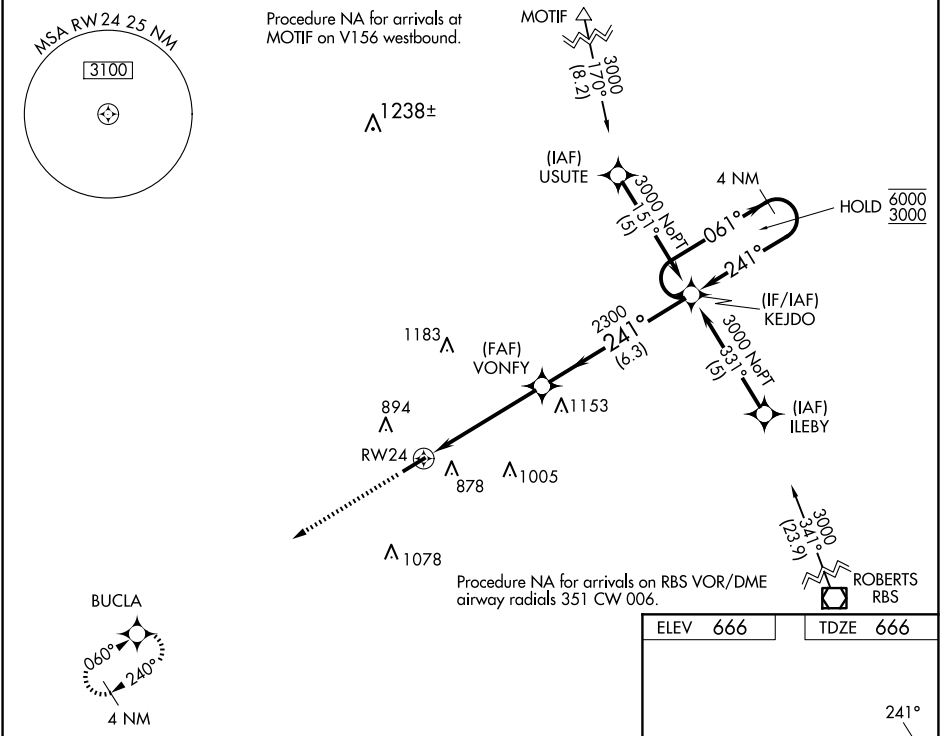 MSA RW 24 25 NM
3100
Procedure NA for arrivals at
MOTIF on V156 westbound.
MOTIF
3000
170°
(8.2)
1238±
(IAF)
USUTE
3000 NoPT
151°
(5)
4 NM
HOLD
6000
3000
061°
241°
(IF/IAF)
KEJDO
2300
241°
(6.3)
3000 NoPT
331°
(5)
1183
(FAF)
VONFY
1153
(IAF)
ILEBY
894
RW24
878
1005
1078
3000
341°
(23.9)
Procedure NA for arrivals on RBS VOR/DME
airway radials 351 CW 006.
ROBERTS
RBS
BUCLA
060°
240°
4 NM
ELEV 666
TDZE 666
241°